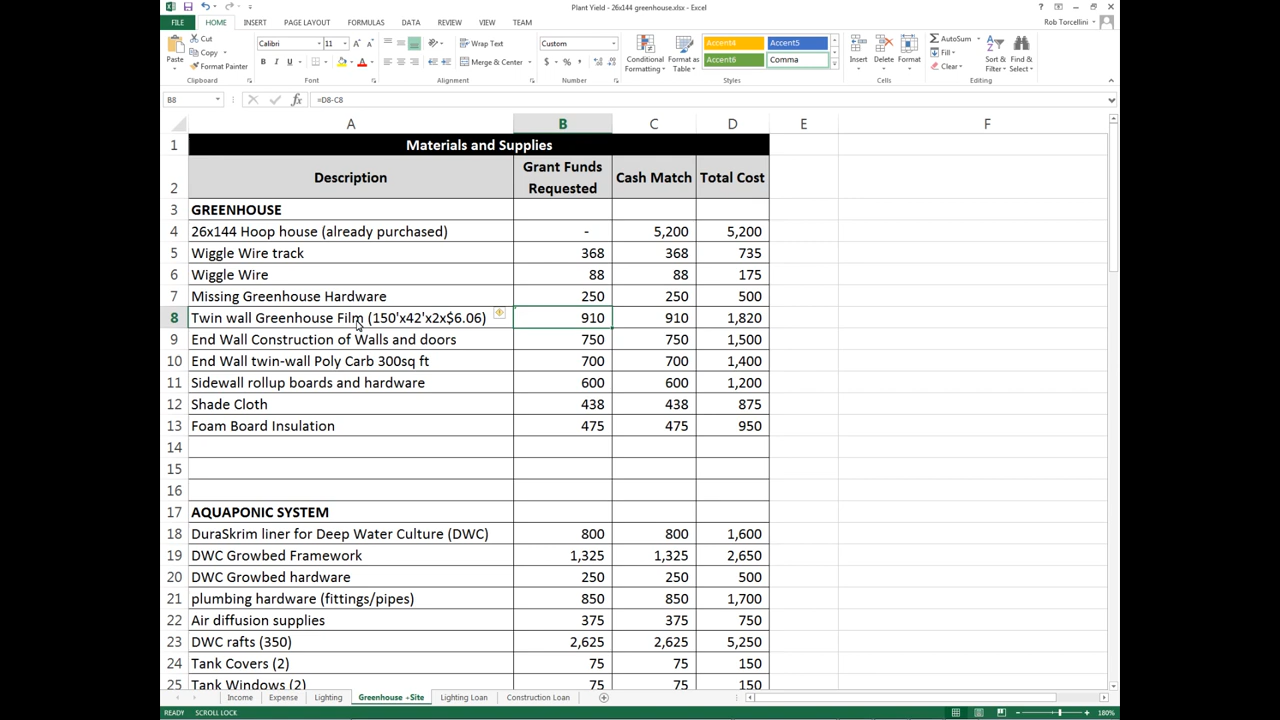 Plant Yield - 26x144 greenhouse.xlsx - Excel
FILE HOME INSERT PAGE LAYOUT FORMULAS DATA REVIEW VIEW TEAM Rob Torcellini
Paste Cut Copy Format Painter Clipboard
Calibri 11 B I U Font
Wrap Text Merge & Center Alignment
Custom $ % , Number
Conditional Formatting Format as Table Accent4 Accent5 Accent6 Comma Styles
Insert Delete Format Cells
AutoSum Fill Clear Sort & Filter Find & Select Editing
B8 fx =D8-C8
A B C D E F
1 Materials and Supplies
2 Description Grant Funds Requested Cash Match Total Cost
3 GREENHOUSE
4 26x144 Hoop house (already purchased) - 5,200 5,200
5 Wiggle Wire track 368 368 735
6 Wiggle Wire 88 88 175
7 Missing Greenhouse Hardware 250 250 500
8 Twin wall Greenhouse Film (150'x42'x2x$6.06) 910 910 1,820
9 End Wall Construction of Walls and doors 750 750 1,500
10 End Wall twin-wall Poly Carb 300sq ft 700 700 1,400
11 Sidewall rollup boards and hardware 600 600 1,200
12 Shade Cloth 438 438 875
13 Foam Board Insulation 475 475 950
14
15
16
17 AQUAPONIC SYSTEM
18 DuraSkrim liner for Deep Water Culture (DWC) 800 800 1,600
19 DWC Growbed Framework 1,325 1,325 2,650
20 DWC Growbed hardware 250 250 500
21 plumbing hardware (fittings/pipes) 850 850 1,700
22 Air diffusion supplies 375 375 750
23 DWC rafts (350) 2,625 2,625 5,250
24 Tank Covers (2) 75 75 150
25 Tank Windows (2) 75 75 150
Income Expense Lighting Greenhouse - Site Lighting Loan Construction Loan
READY SCROLL LOCK 180%